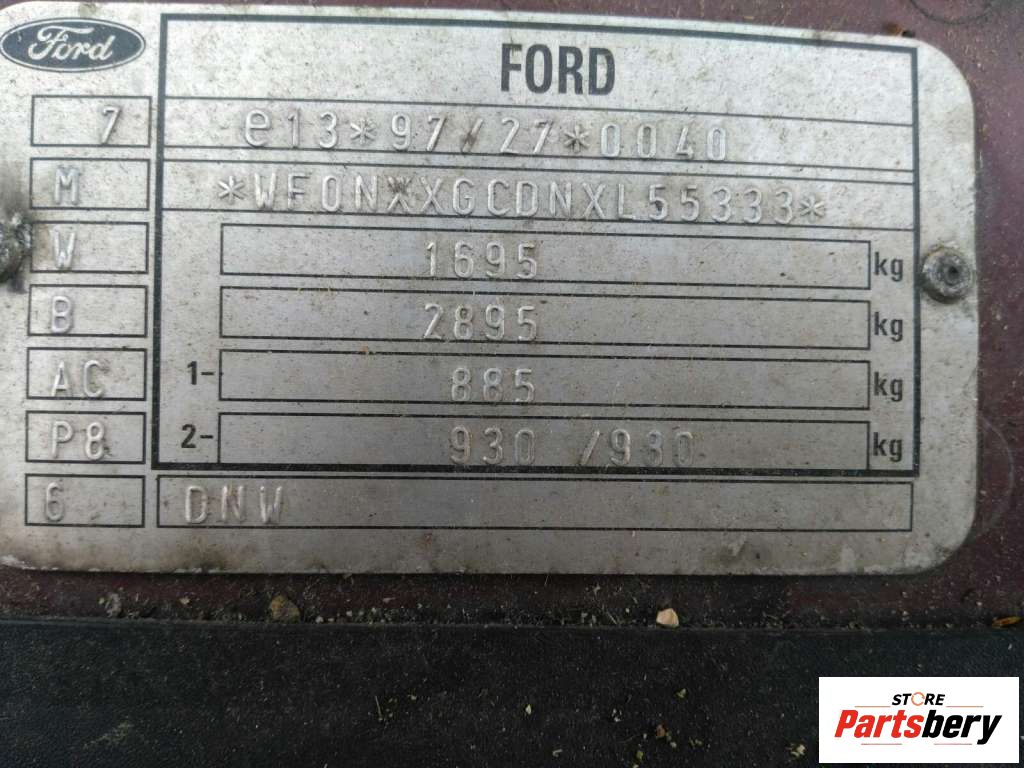 Ford
FORD
7 e13*97/27*0040
M *WF0NXXGCDNXL55333*
W 1695 kg
B 2895 kg
AC 1- 885 kg
P8 2- 930 /930 kg
6 DNW
STORE
Partsbery